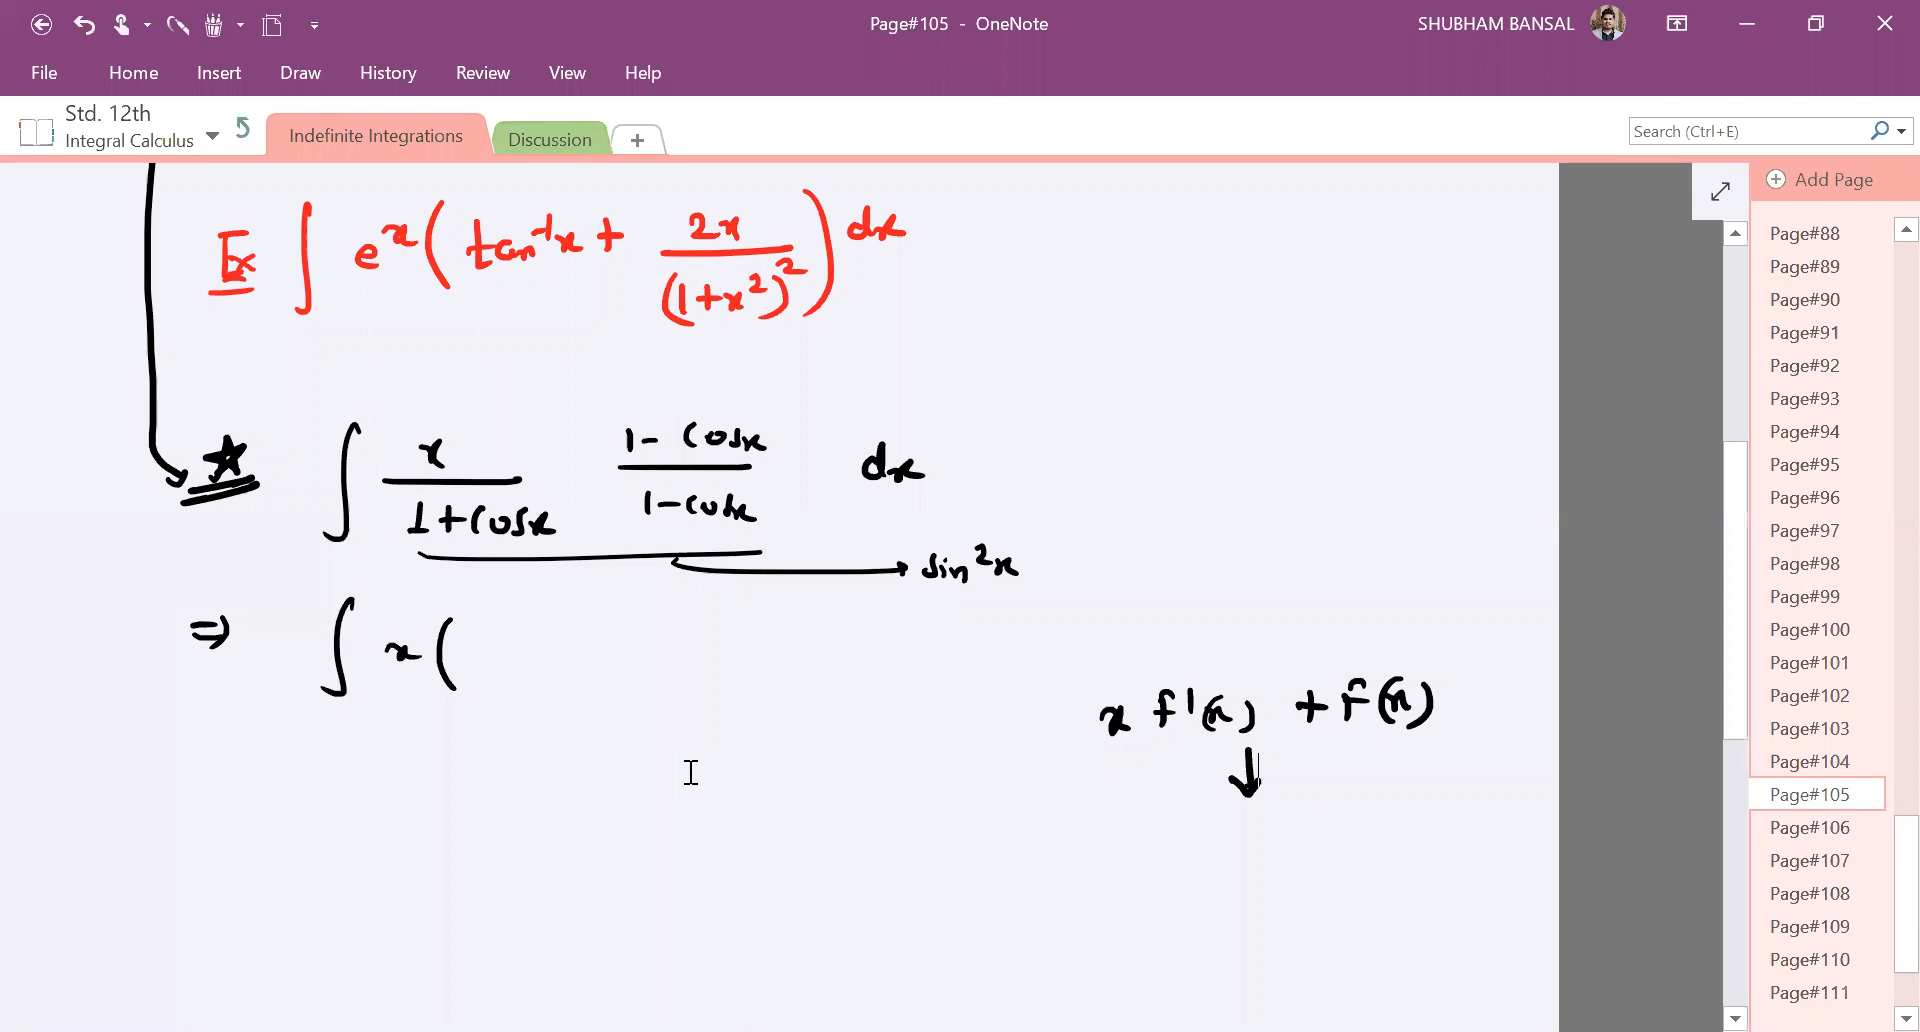 Page#105 - OneNote
SHUBHAM BANSAL
File Home Insert Draw History Review View Help
Std. 12th
Integral Calculus
Indefinite Integrations
Discussion
+
Search (Ctrl+E)
Add Page
Ex ∫ e^x ( tan^-1 x + 2x / (1+x^2)^2 ) dx
∫ x / (1+cosx) (1-cosx) / (1-cosx) dx
→ sin^2 x
⇒ ∫ x (
x f'(x) + f(x)
Page#88
Page#89
Page#90
Page#91
Page#92
Page#93
Page#94
Page#95
Page#96
Page#97
Page#98
Page#99
Page#100
Page#101
Page#102
Page#103
Page#104
Page#105
Page#106
Page#107
Page#108
Page#109
Page#110
Page#111